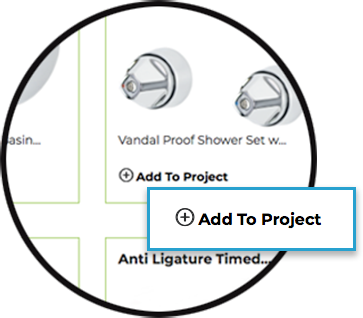 asin...
Vandal Proof Shower Set w...
Add To Project
Add To Project
Anti Ligature Timed...